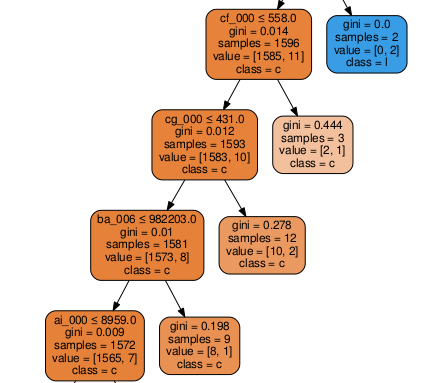 cf_000 ≤ 558.0
gini = 0.014
samples = 1596
value = [1585, 11]
class = c
gini = 0.0
samples = 2
value = [0, 2]
class = l
cg_000 ≤ 431.0
gini = 0.012
samples = 1593
value = [1583, 10]
class = c
gini = 0.444
samples = 3
value = [2, 1]
class = c
ba_006 ≤ 982203.0
gini = 0.01
samples = 1581
value = [1573, 8]
class = c
gini = 0.278
samples = 12
value = [10, 2]
class = c
ai_000 ≤ 8959.0
gini = 0.009
samples = 1572
value = [1565, 7]
class = c
gini = 0.198
samples = 9
value = [8, 1]
class = c